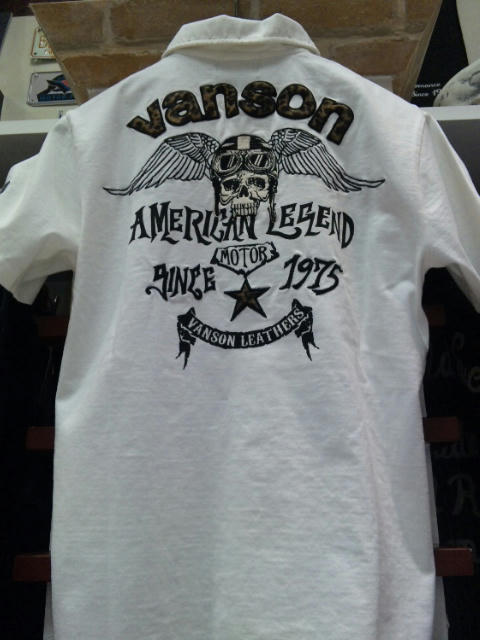 vanson
AMERICAN LEGEND
MOTOR
SINCE 1975
VANSON LEATHERS